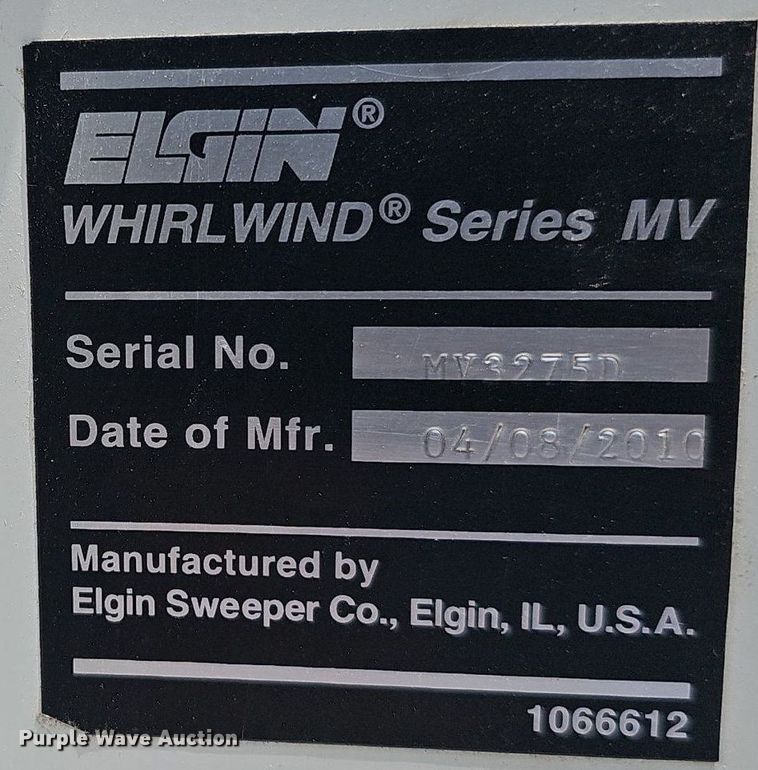 ELGIN®
WHIRLWIND® Series MV
Serial No. MV3275D
Date of Mfr. 04/08/2010
Manufactured by
Elgin Sweeper Co., Elgin, IL, U.S.A.
1066612
Purple Wave Auction